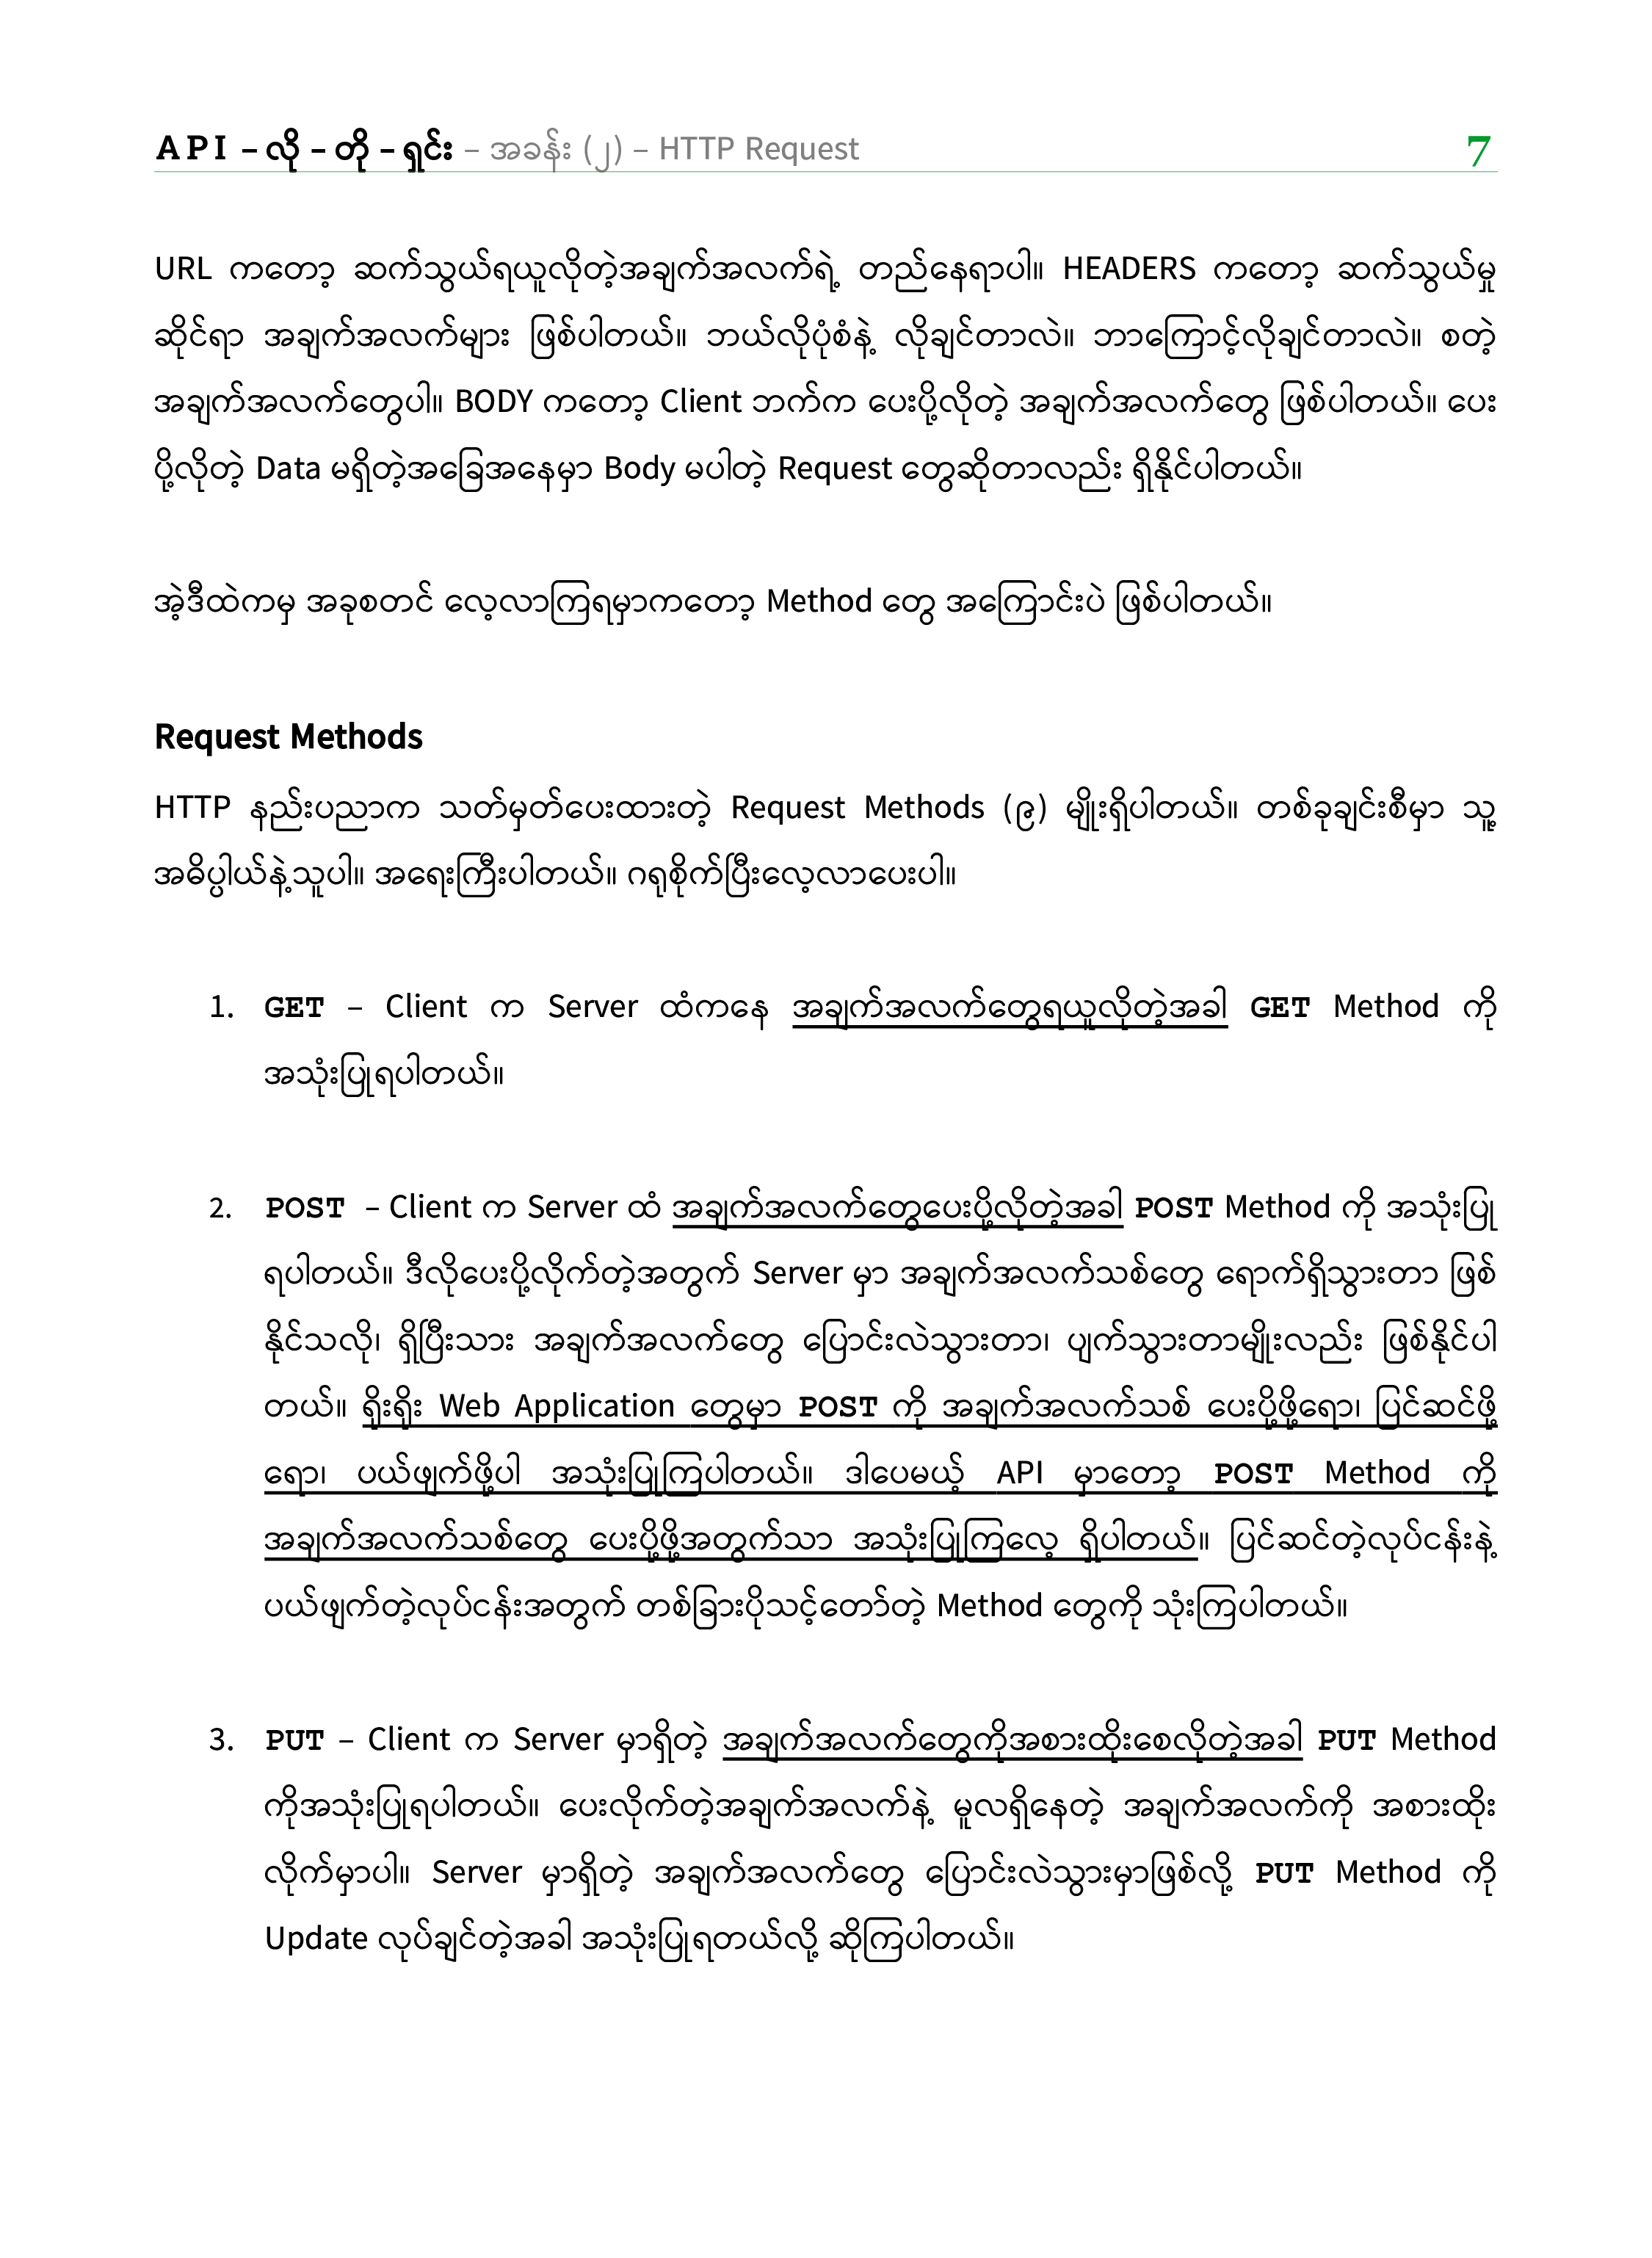 API – လို – တို – ရှင်း – အခန်း (၂) – HTTP Request 7
URL ကတော့ ဆက်သွယ်ရယူလိုတဲ့အချက်အလက်ရဲ့ တည်နေရာပါ။ HEADERS ကတော့ ဆက်သွယ်မှု
ဆိုင်ရာ အချက်အလက်များ ဖြစ်ပါတယ်။ ဘယ်လိုပုံစံနဲ့ လိုချင်တာလဲ။ ဘာကြောင့်လိုချင်တာလဲ။ စတဲ့
အချက်အလက်တွေပါ။ BODY ကတော့ Client ဘက်က ပေးပို့လိုတဲ့ အချက်အလက်တွေ ဖြစ်ပါတယ်။ ပေး
ပို့လိုတဲ့ Data မရှိတဲ့အခြေအနေမှာ Body မပါတဲ့ Request တွေဆိုတာလည်း ရှိနိုင်ပါတယ်။
အဲ့ဒီထဲကမှ အခုစတင် လေ့လာကြရမှာကတော့ Method တွေ အကြောင်းပဲ ဖြစ်ပါတယ်။
Request Methods
HTTP နည်းပညာက သတ်မှတ်ပေးထားတဲ့ Request Methods (၉) မျိုးရှိပါတယ်။ တစ်ခုချင်းစီမှာ သူ့
အဓိပ္ပါယ်နဲ့သူပါ။ အရေးကြီးပါတယ်။ ဂရုစိုက်ပြီးလေ့လာပေးပါ။
1. GET – Client က Server ထံကနေ အချက်အလက်တွေရယူလိုတဲ့အခါ GET Method ကို
အသုံးပြုရပါတယ်။
2. POST – Client က Server ထံ အချက်အလက်တွေပေးပို့လိုတဲ့အခါ POST Method ကို အသုံးပြု
ရပါတယ်။ ဒီလိုပေးပို့လိုက်တဲ့အတွက် Server မှာ အချက်အလက်သစ်တွေ ရောက်ရှိသွားတာ ဖြစ်
နိုင်သလို၊ ရှိပြီးသား အချက်အလက်တွေ ပြောင်းလဲသွားတာ၊ ပျက်သွားတာမျိုးလည်း ဖြစ်နိုင်ပါ
တယ်။ ရိုးရိုး Web Application တွေမှာ POST ကို အချက်အလက်သစ် ပေးပို့ဖို့ရော၊ ပြင်ဆင်ဖို့
ရော၊ ပယ်ဖျက်ဖို့ပါ အသုံးပြုကြပါတယ်။ ဒါပေမယ့် API မှာတော့ POST Method ကို
အချက်အလက်သစ်တွေ ပေးပို့ဖို့အတွက်သာ အသုံးပြုကြလေ့ ရှိပါတယ်။ ပြင်ဆင်တဲ့လုပ်ငန်းနဲ့
ပယ်ဖျက်တဲ့လုပ်ငန်းအတွက် တစ်ခြားပိုသင့်တော်တဲ့ Method တွေကို သုံးကြပါတယ်။
3. PUT – Client က Server မှာရှိတဲ့ အချက်အလက်တွေကိုအစားထိုးစေလိုတဲ့အခါ PUT Method
ကိုအသုံးပြုရပါတယ်။ ပေးလိုက်တဲ့အချက်အလက်နဲ့ မူလရှိနေတဲ့ အချက်အလက်ကို အစားထိုး
လိုက်မှာပါ။ Server မှာရှိတဲ့ အချက်အလက်တွေ ပြောင်းလဲသွားမှာဖြစ်လို့ PUT Method ကို
Update လုပ်ချင်တဲ့အခါ အသုံးပြုရတယ်လို့ ဆိုကြပါတယ်။